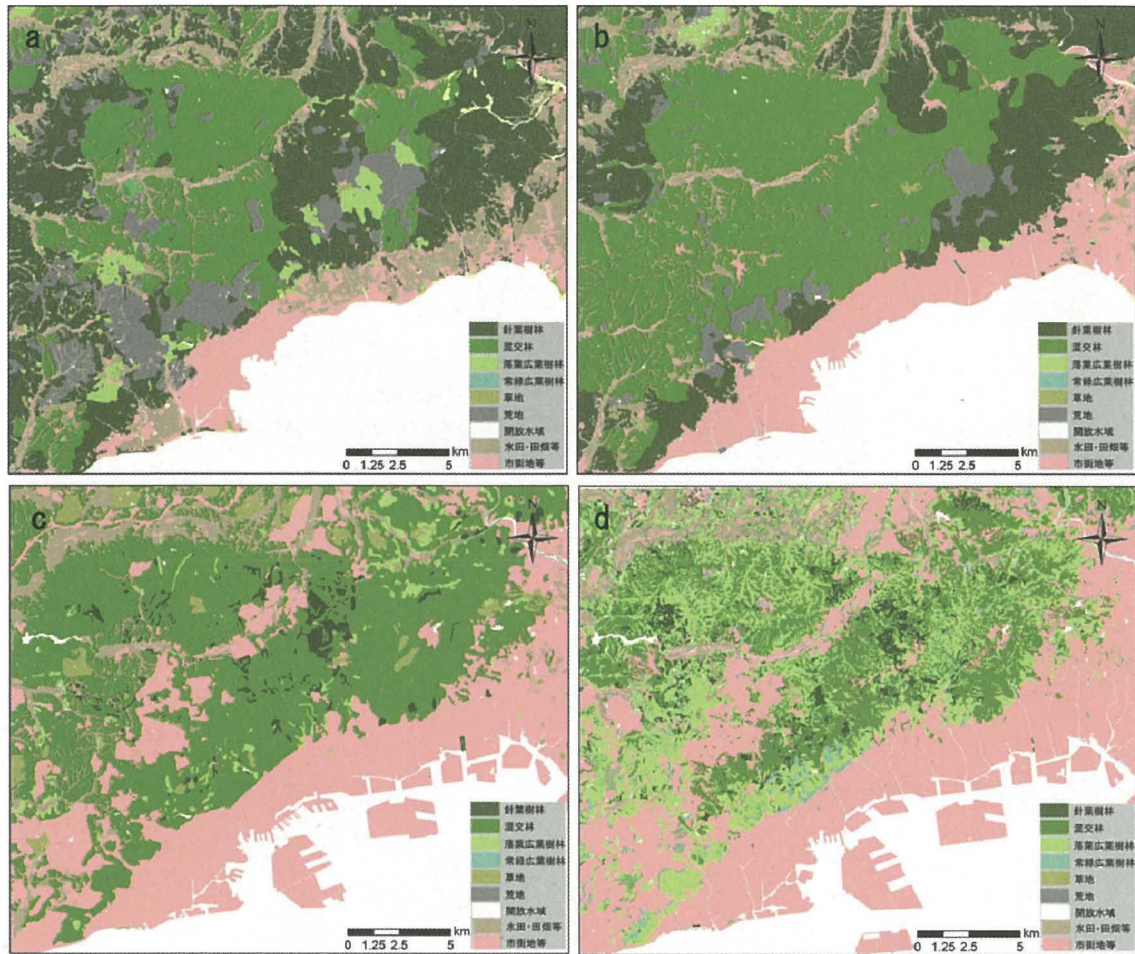 a
N
針葉樹林
混交林
落葉広葉樹林
常緑広葉樹林
草地
荒地
開放水域
水田・田畑等
市街地等
km
0 1.25 2.5 5
b
N
針葉樹林
混交林
落葉広葉樹林
常緑広葉樹林
草地
荒地
開放水域
水田・田畑等
市街地等
km
0 1.25 2.5 5
c
N
針葉樹林
混交林
落葉広葉樹林
常緑広葉樹林
草地
荒地
開放水域
水田・田畑等
市街地等
km
0 1.25 2.5 5
d
N
針葉樹林
混交林
落葉広葉樹林
常緑広葉樹林
草地
荒地
開放水域
水田・田畑等
市街地等
km
0 1.25 2.5 5